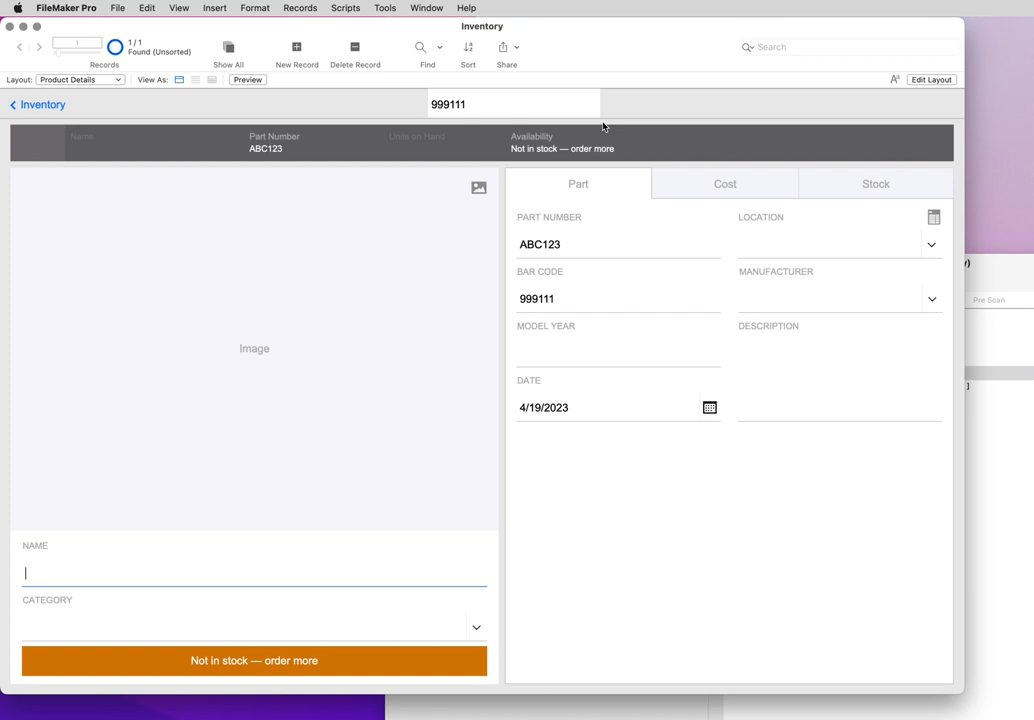 FileMaker Pro File Edit View Insert Format Records Scripts Tools Window Help
Inventory
1
1 / 1
Found (Unsorted)
Search
Records Show All New Record Delete Record Find Sort Share
Layout: Product Details View As: Preview Aa Edit Layout
Inventory
999111
Name Part Number Units on Hand Availability
ABC123 Not in stock — order more
Part Cost Stock
PART NUMBER LOCATION
ABC123
BAR CODE MANUFACTURER
999111
MODEL YEAR DESCRIPTION
Image
DATE
4/19/2023
NAME
CATEGORY
Not in stock — order more
)
Pre Scan
]